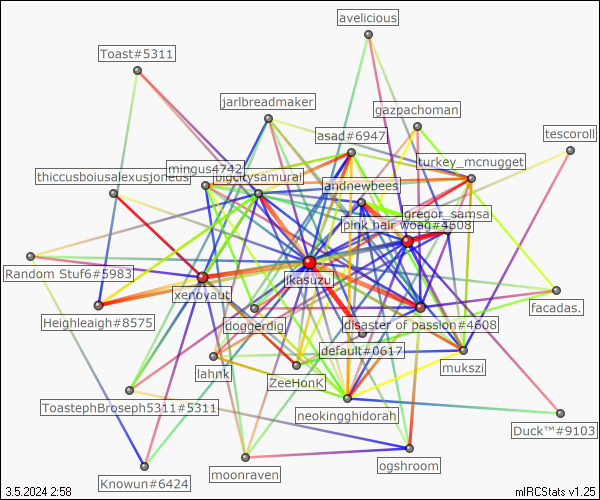 avelicious
Toast#5311
jarlbreadmaker
gazpachoman
asad#6947
tescoroll
turkey_mcnugget
mingus4742
thiccusboiusalexusjoneus
bigcitysamurai
andnewbees
gregor_samsa
pink hair woag#4508
Random Stuf6#5983
jkasuzu
xenoyaut
facadas.
Heighleaigh#8575
doggerdig
disaster of passion#4608
default#0617
lahnk
ZeeHonK
mukszi
ToastephBroseph5311#5311
neokingghidorah
Duck™#9103
ogshroom
moonraven
Knowun#6424
3.5.2024 2:58
mIRCStats v1.25